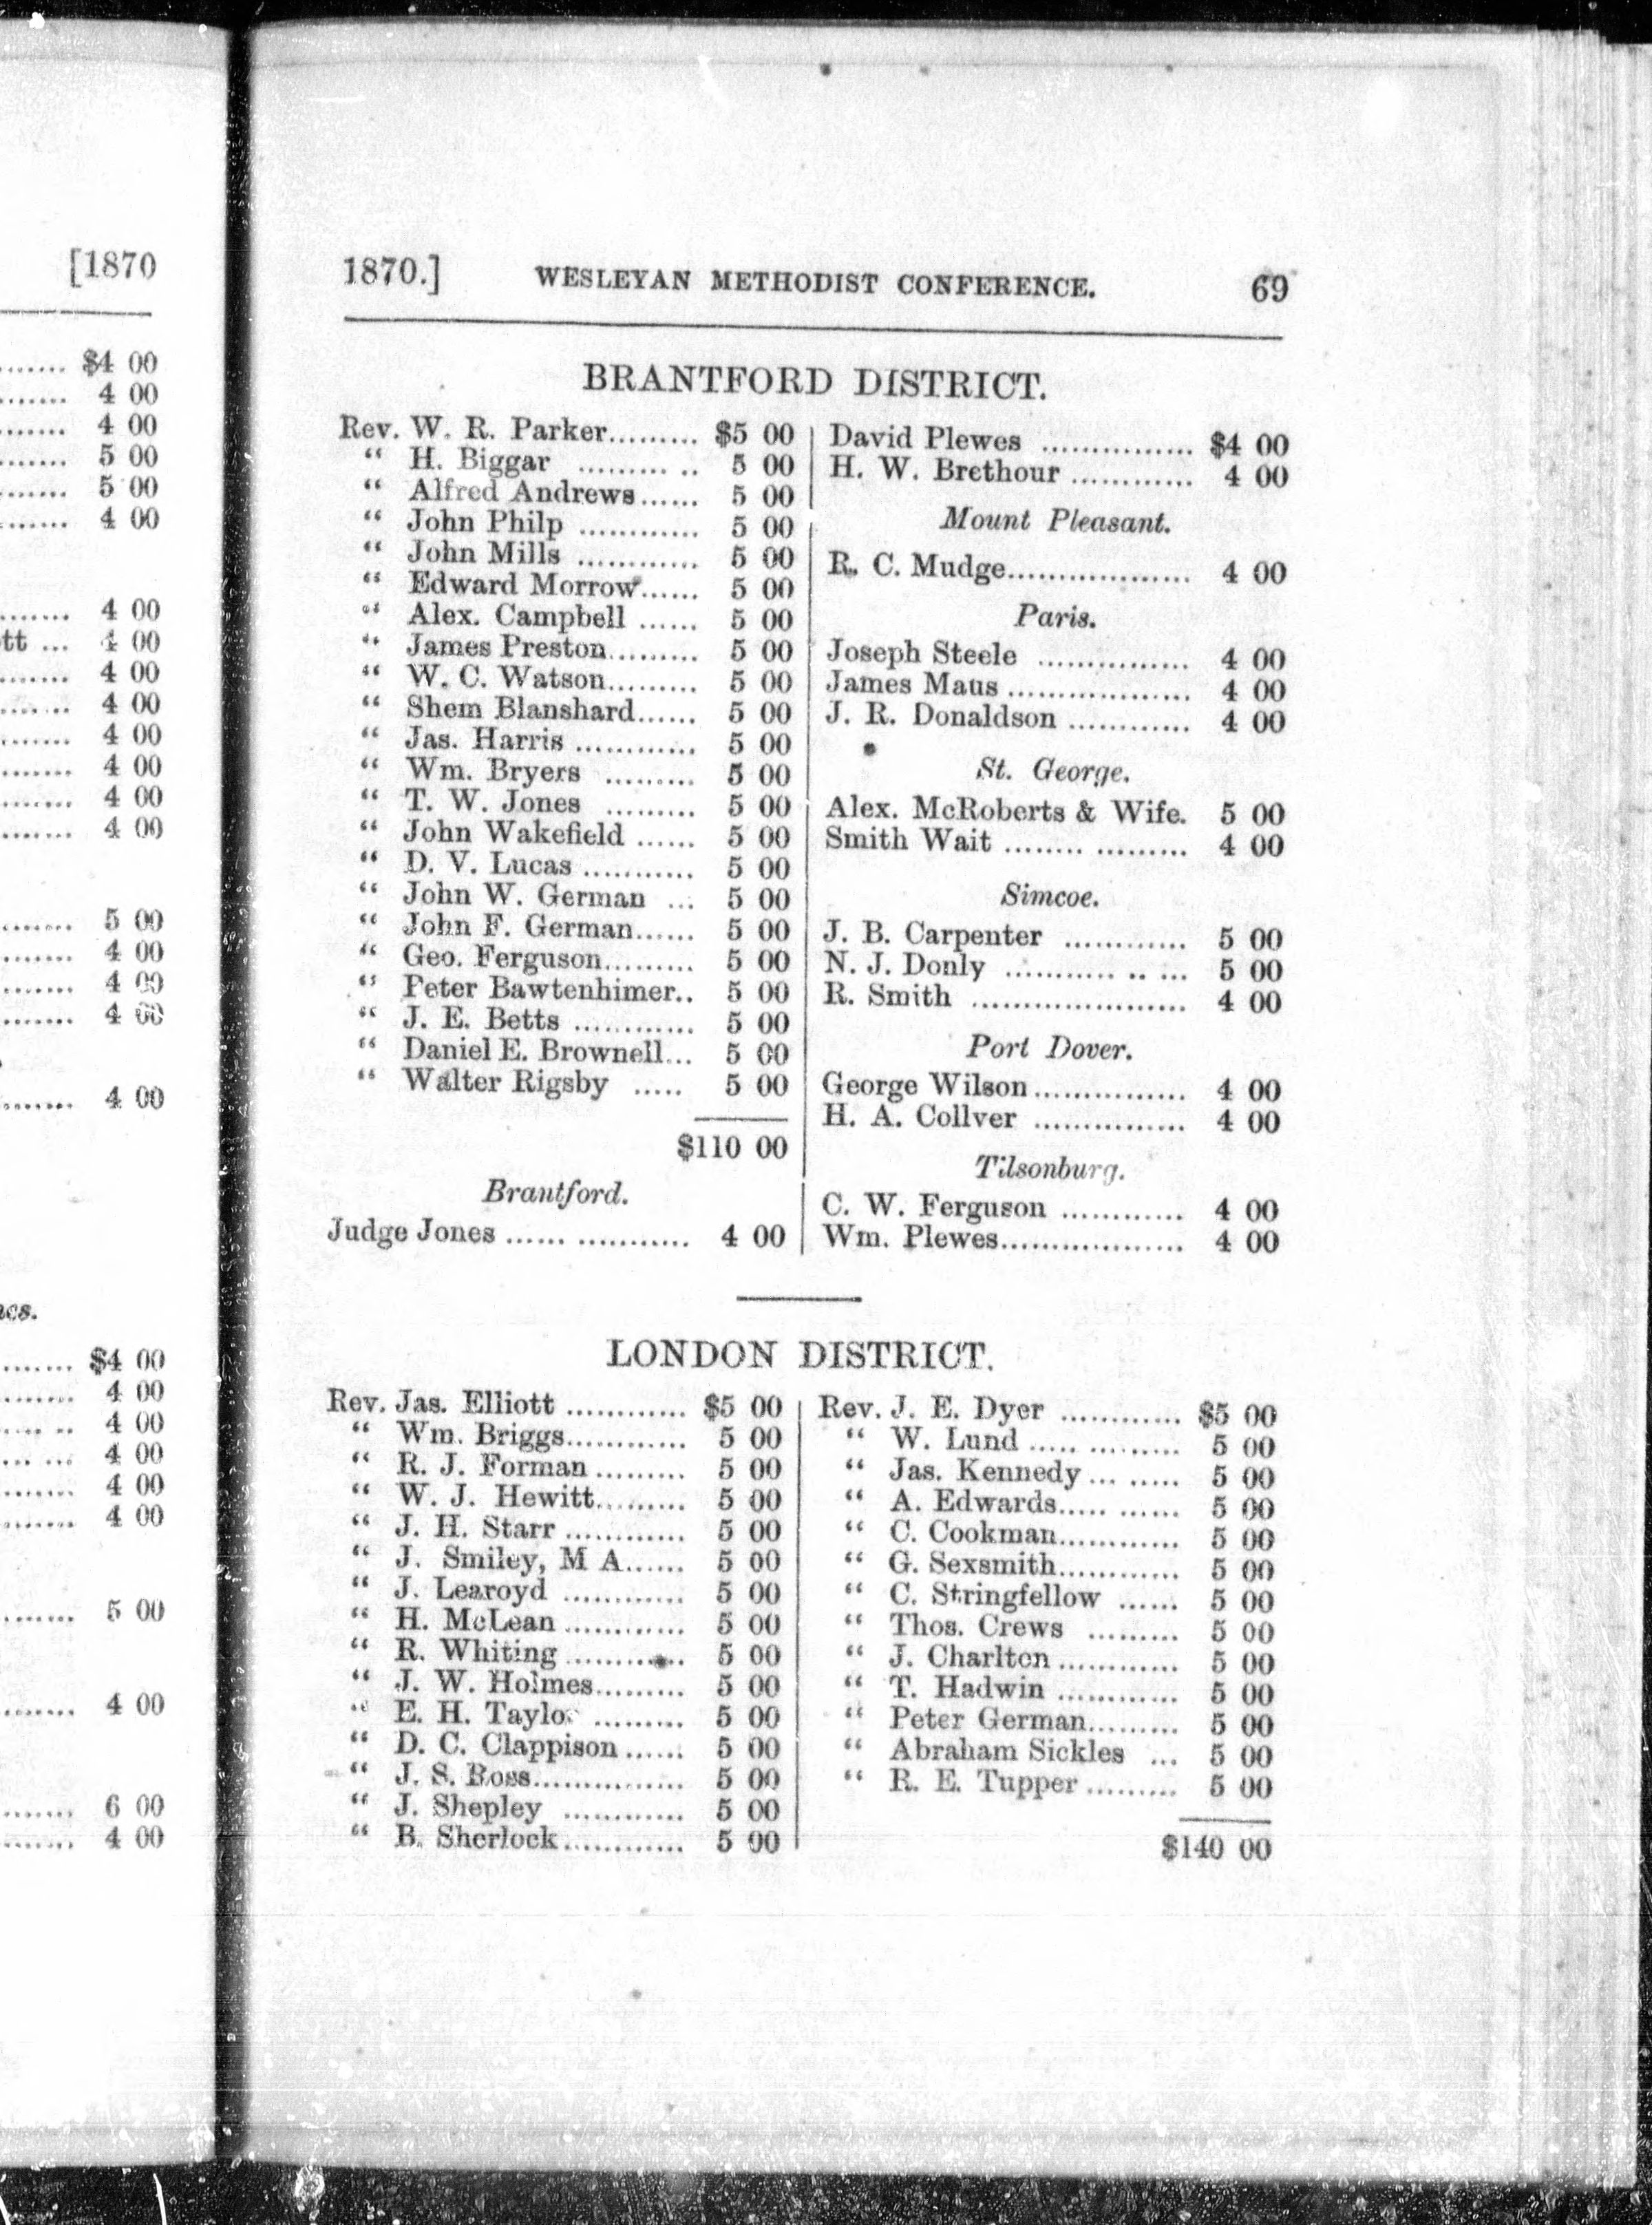 [1870
....... $4 00
....... 4 00
....... 4 00
....... 5 00
....... 5 00
....... 4 00
....... 4 00
tt ... 4 00
....... 4 00
....... 4 00
....... 4 00
....... 4 00
....... 4 00
....... 4 00
....... 5 00
....... 4 00
....... 4 00
....... 4 00
....... 4 00
....... $4 00
....... 4 00
....... 4 00
....... 4 00
....... 4 00
....... 4 00
....... 5 00
....... 4 00
....... 6 00
....... 4 00
1870.] WESLEYAN METHODIST CONFERENCE. 69
BRANTFORD DISTRICT.
Rev. W. R. Parker......... $5 00
“ H. Biggar ......... .. 5 00
“ Alfred Andrews...... 5 00
“ John Philp ............ 5 00
“ John Mills ............ 5 00
“ Edward Morrow...... 5 00
“ Alex. Campbell ...... 5 00
“ James Preston......... 5 00
“ W. C. Watson......... 5 00
“ Shem Blanshard...... 5 00
“ Jas. Harris ............ 5 00
“ Wm. Bryers ......... 5 00
“ T. W. Jones ......... 5 00
“ John Wakefield ...... 5 00
“ D. V. Lucas ........... 5 00
“ John W. German ... 5 00
“ John F. German...... 5 00
“ Geo. Ferguson......... 5 00
“ Peter Bawtenhimer.. 5 00
“ J. E. Betts ............ 5 00
“ Daniel E. Brownell... 5 00
“ Walter Rigsby ..... 5 00
$110 00
Brantford.
Judge Jones ...... ........... 4 00
David Plewes ............... $4 00
H. W. Brethour ............ 4 00
Mount Pleasant.
R. C. Mudge.................. 4 00
Paris.
Joseph Steele ............... 4 00
James Maus .................. 4 00
J. R. Donaldson ............ 4 00
St. George.
Alex. McRoberts & Wife. 5 00
Smith Wait ........ ......... 4 00
Simcoe.
J. B. Carpenter ............ 5 00
N. J. Donly ........... .. ... 5 00
R. Smith ..................... 4 00
Port Dover.
George Wilson............... 4 00
H. A. Collver ............... 4 00
Tilsonburg.
C. W. Ferguson ............ 4 00
Wm. Plewes.................. 4 00
LONDON DISTRICT.
Rev. Jas. Elliott ............ $5 00
“ Wm. Briggs............ 5 00
“ R. J. Forman ......... 5 00
“ W. J. Hewitt......... 5 00
“ J. H. Starr ............ 5 00
“ J. Smiley, M A...... 5 00
“ J. Learoyd ............ 5 00
“ H. McLean ............ 5 00
“ R. Whiting ............ 5 00
“ J. W. Holmes......... 5 00
“ E. H. Taylor ......... 5 00
“ D. C. Clappison ...... 5 00
“ J. S. Ross............... 5 00
“ J. Shepley ............ 5 00
“ B. Sherlock............ 5 00
Rev. J. E. Dyer ............ $5 00
“ W. Lund ..... ......... 5 00
“ Jas. Kennedy ... ..... 5 00
“ A. Edwards..... ...... 5 00
“ C. Cookman............ 5 00
“ G. Sexsmith............ 5 00
“ C. Stringfellow ...... 5 00
“ Thos. Crews ......... 5 00
“ J. Charlton ............ 5 00
“ T. Hadwin ............ 5 00
“ Peter German......... 5 00
“ Abraham Sickles ... 5 00
“ R. E. Tupper ......... 5 00
$140 00